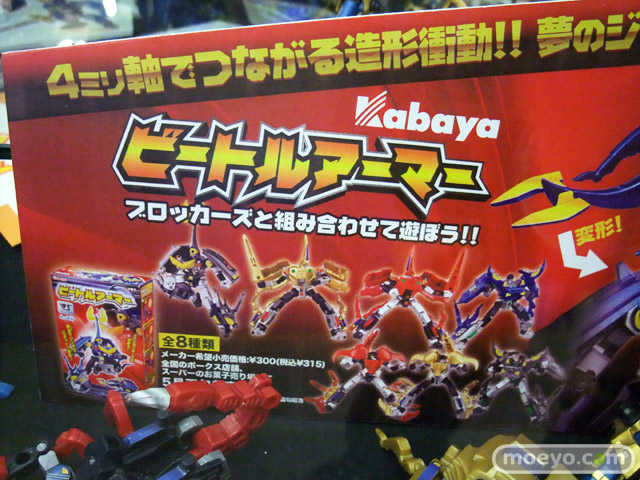 4ミリ軸でつながる造形衝動!! 夢のジ
Kabaya
ビートルアーマー
ブロッカーズと組み合わせて遊ぼう!!
変形!
ビートルアーマー
全8種類
メーカー希望小売価格:¥300(税込¥315)
全国のボークス店舗、
スーパーのお菓子売り場
5月
moeyo.com